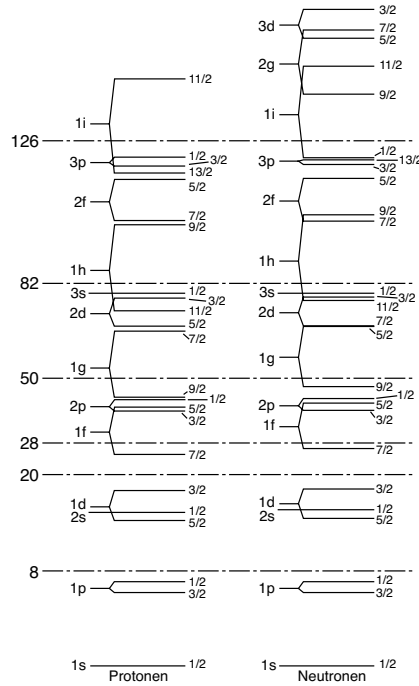 3d
3/2
7/2
5/2
2g
11/2
9/2
1i
11/2
1i
126
1/2
3/2
13/2
3p
1/2
13/2
3/2
3p
5/2
2f
5/2
2f
7/2
9/2
9/2
7/2
1h
1h
82
3s
1/2
3/2
2d
11/2
5/2
7/2
3s
1/2
3/2
11/2
2d
7/2
5/2
1g
1g
50
9/2
1/2
2p
5/2
3/2
1f
7/2
9/2
1/2
2p
5/2
3/2
1f
7/2
28
20
3/2
1d
2s
1/2
5/2
3/2
1d
2s
1/2
5/2
8
1p
1/2
3/2
1p
1/2
3/2
1s
1/2
1s
1/2
Protonen
Neutronen